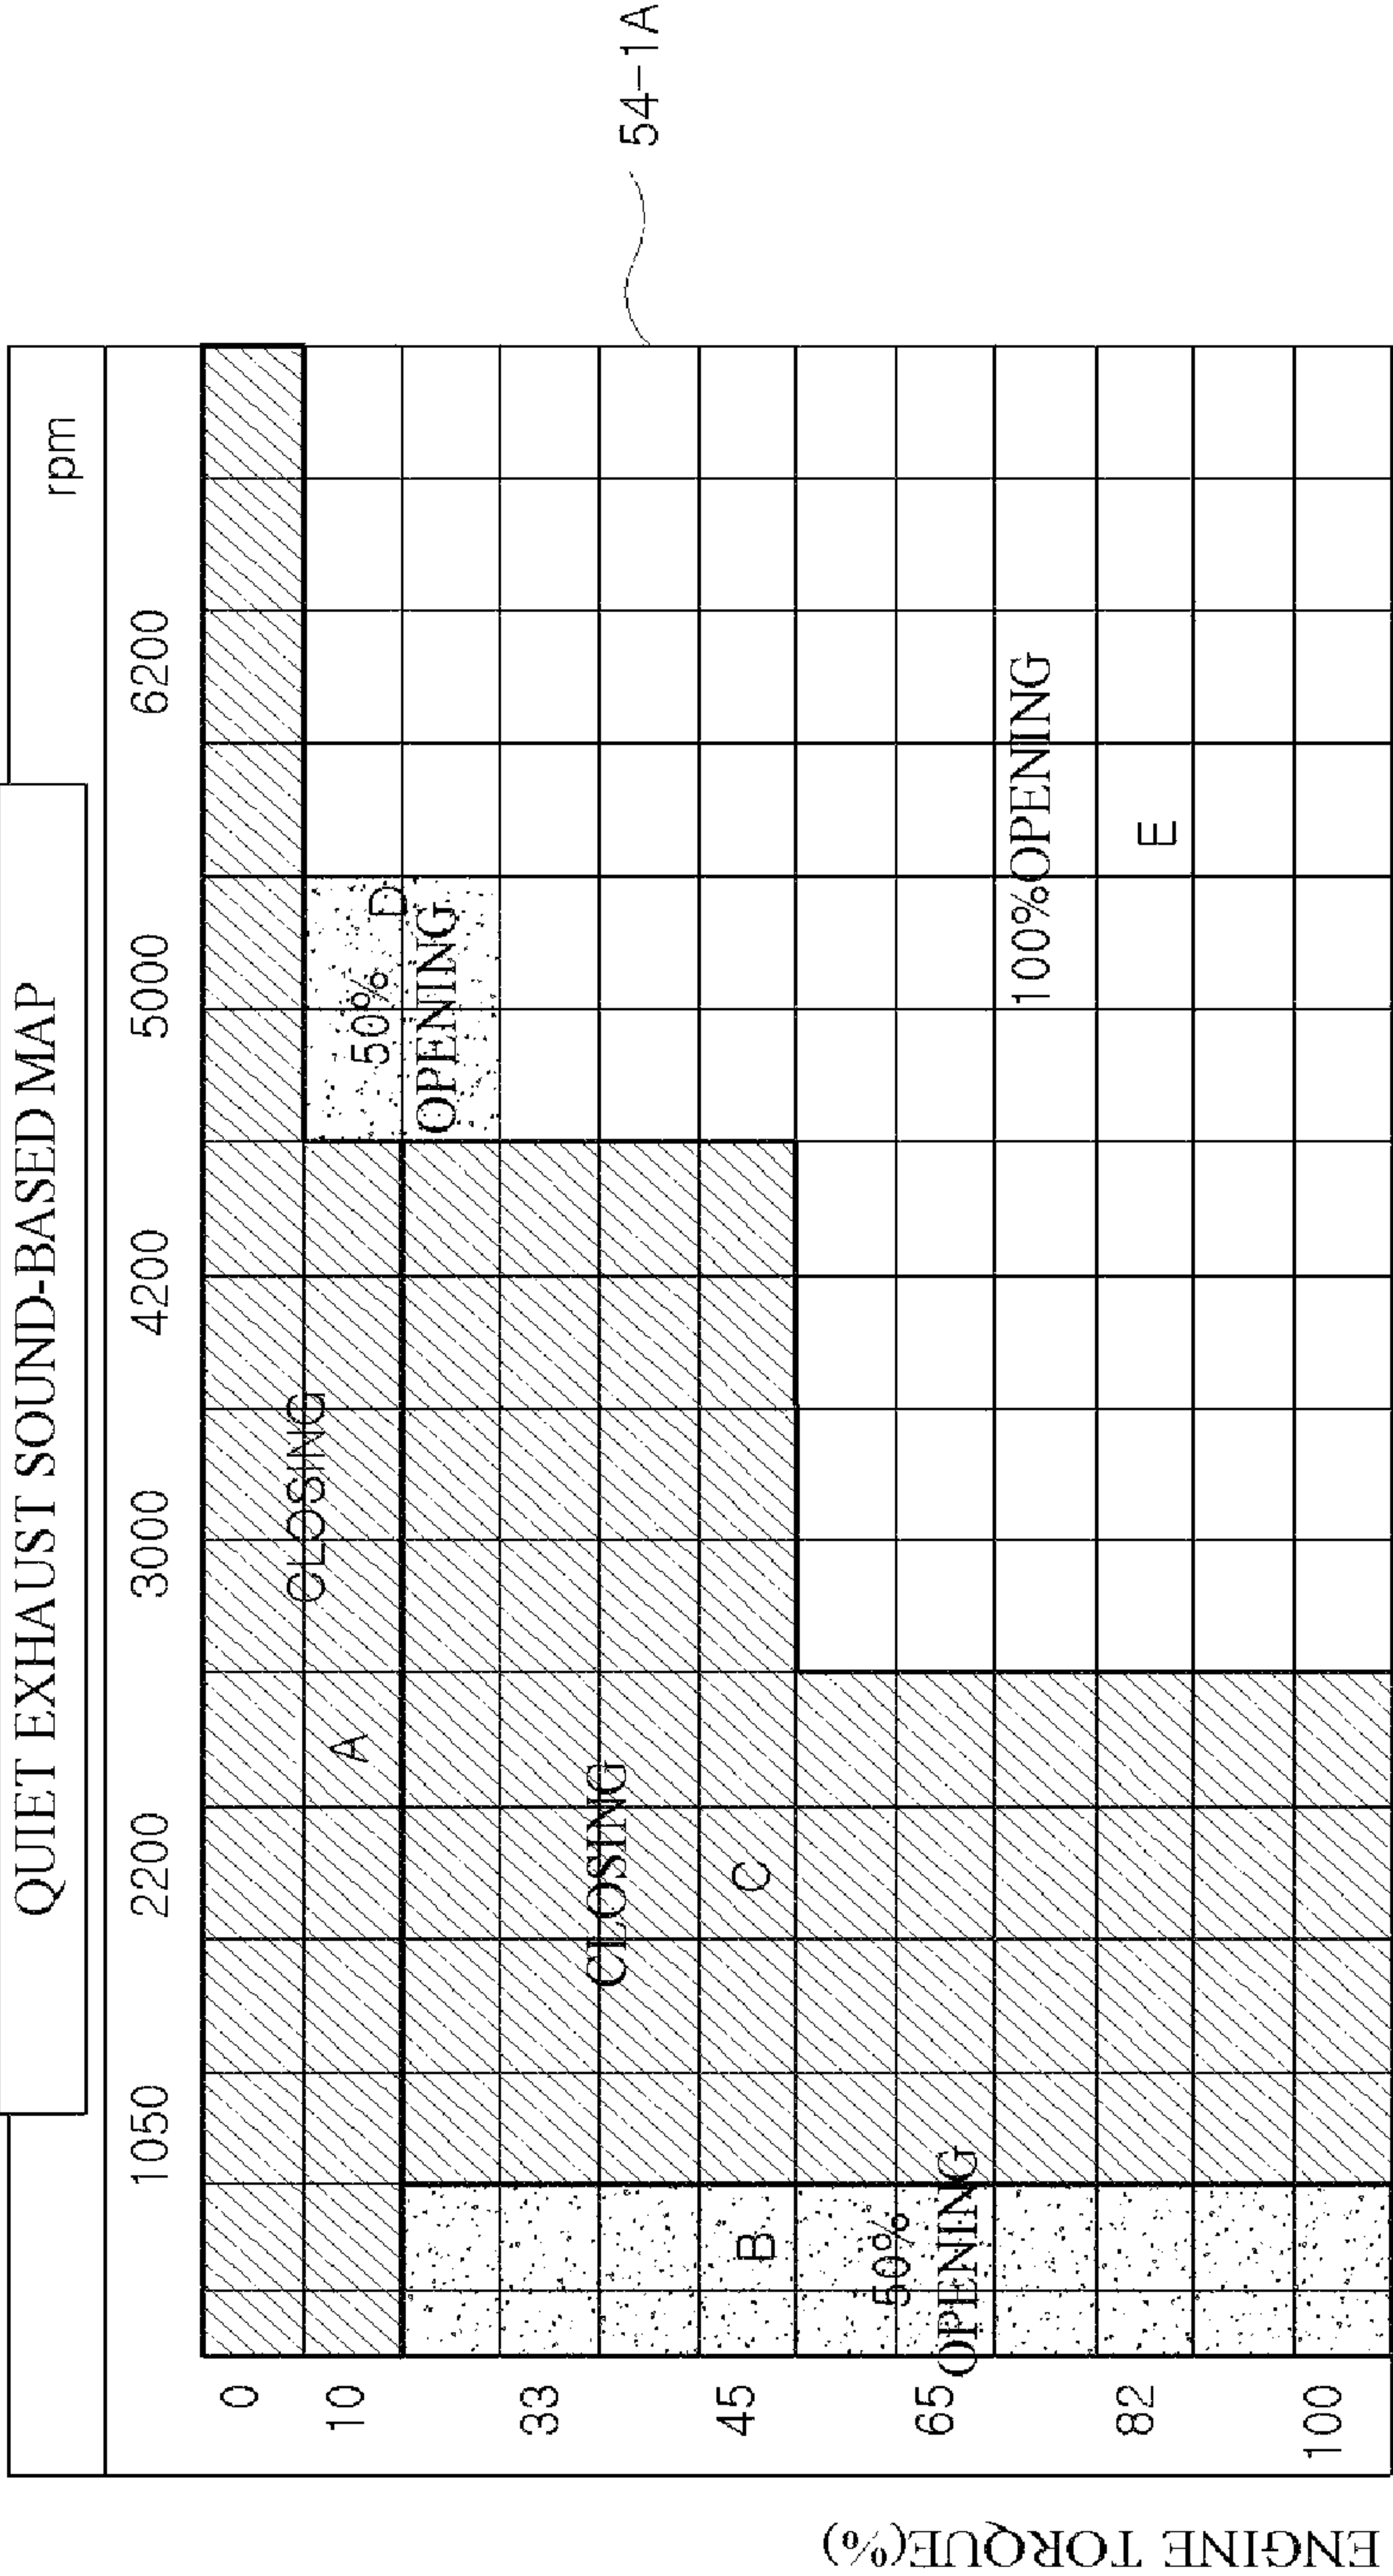 QUIET EXHAUST SOUND-BASED MAP
rpm
1050 2200 3000 4200 5000 6200
ENGINE TORQUE(%)
0
10
33
45
65
82
100
CLOSING
A
50%
OPENING
D
CLOSING
C
B
50%
OPENING
100%OPENING
E
54-1A